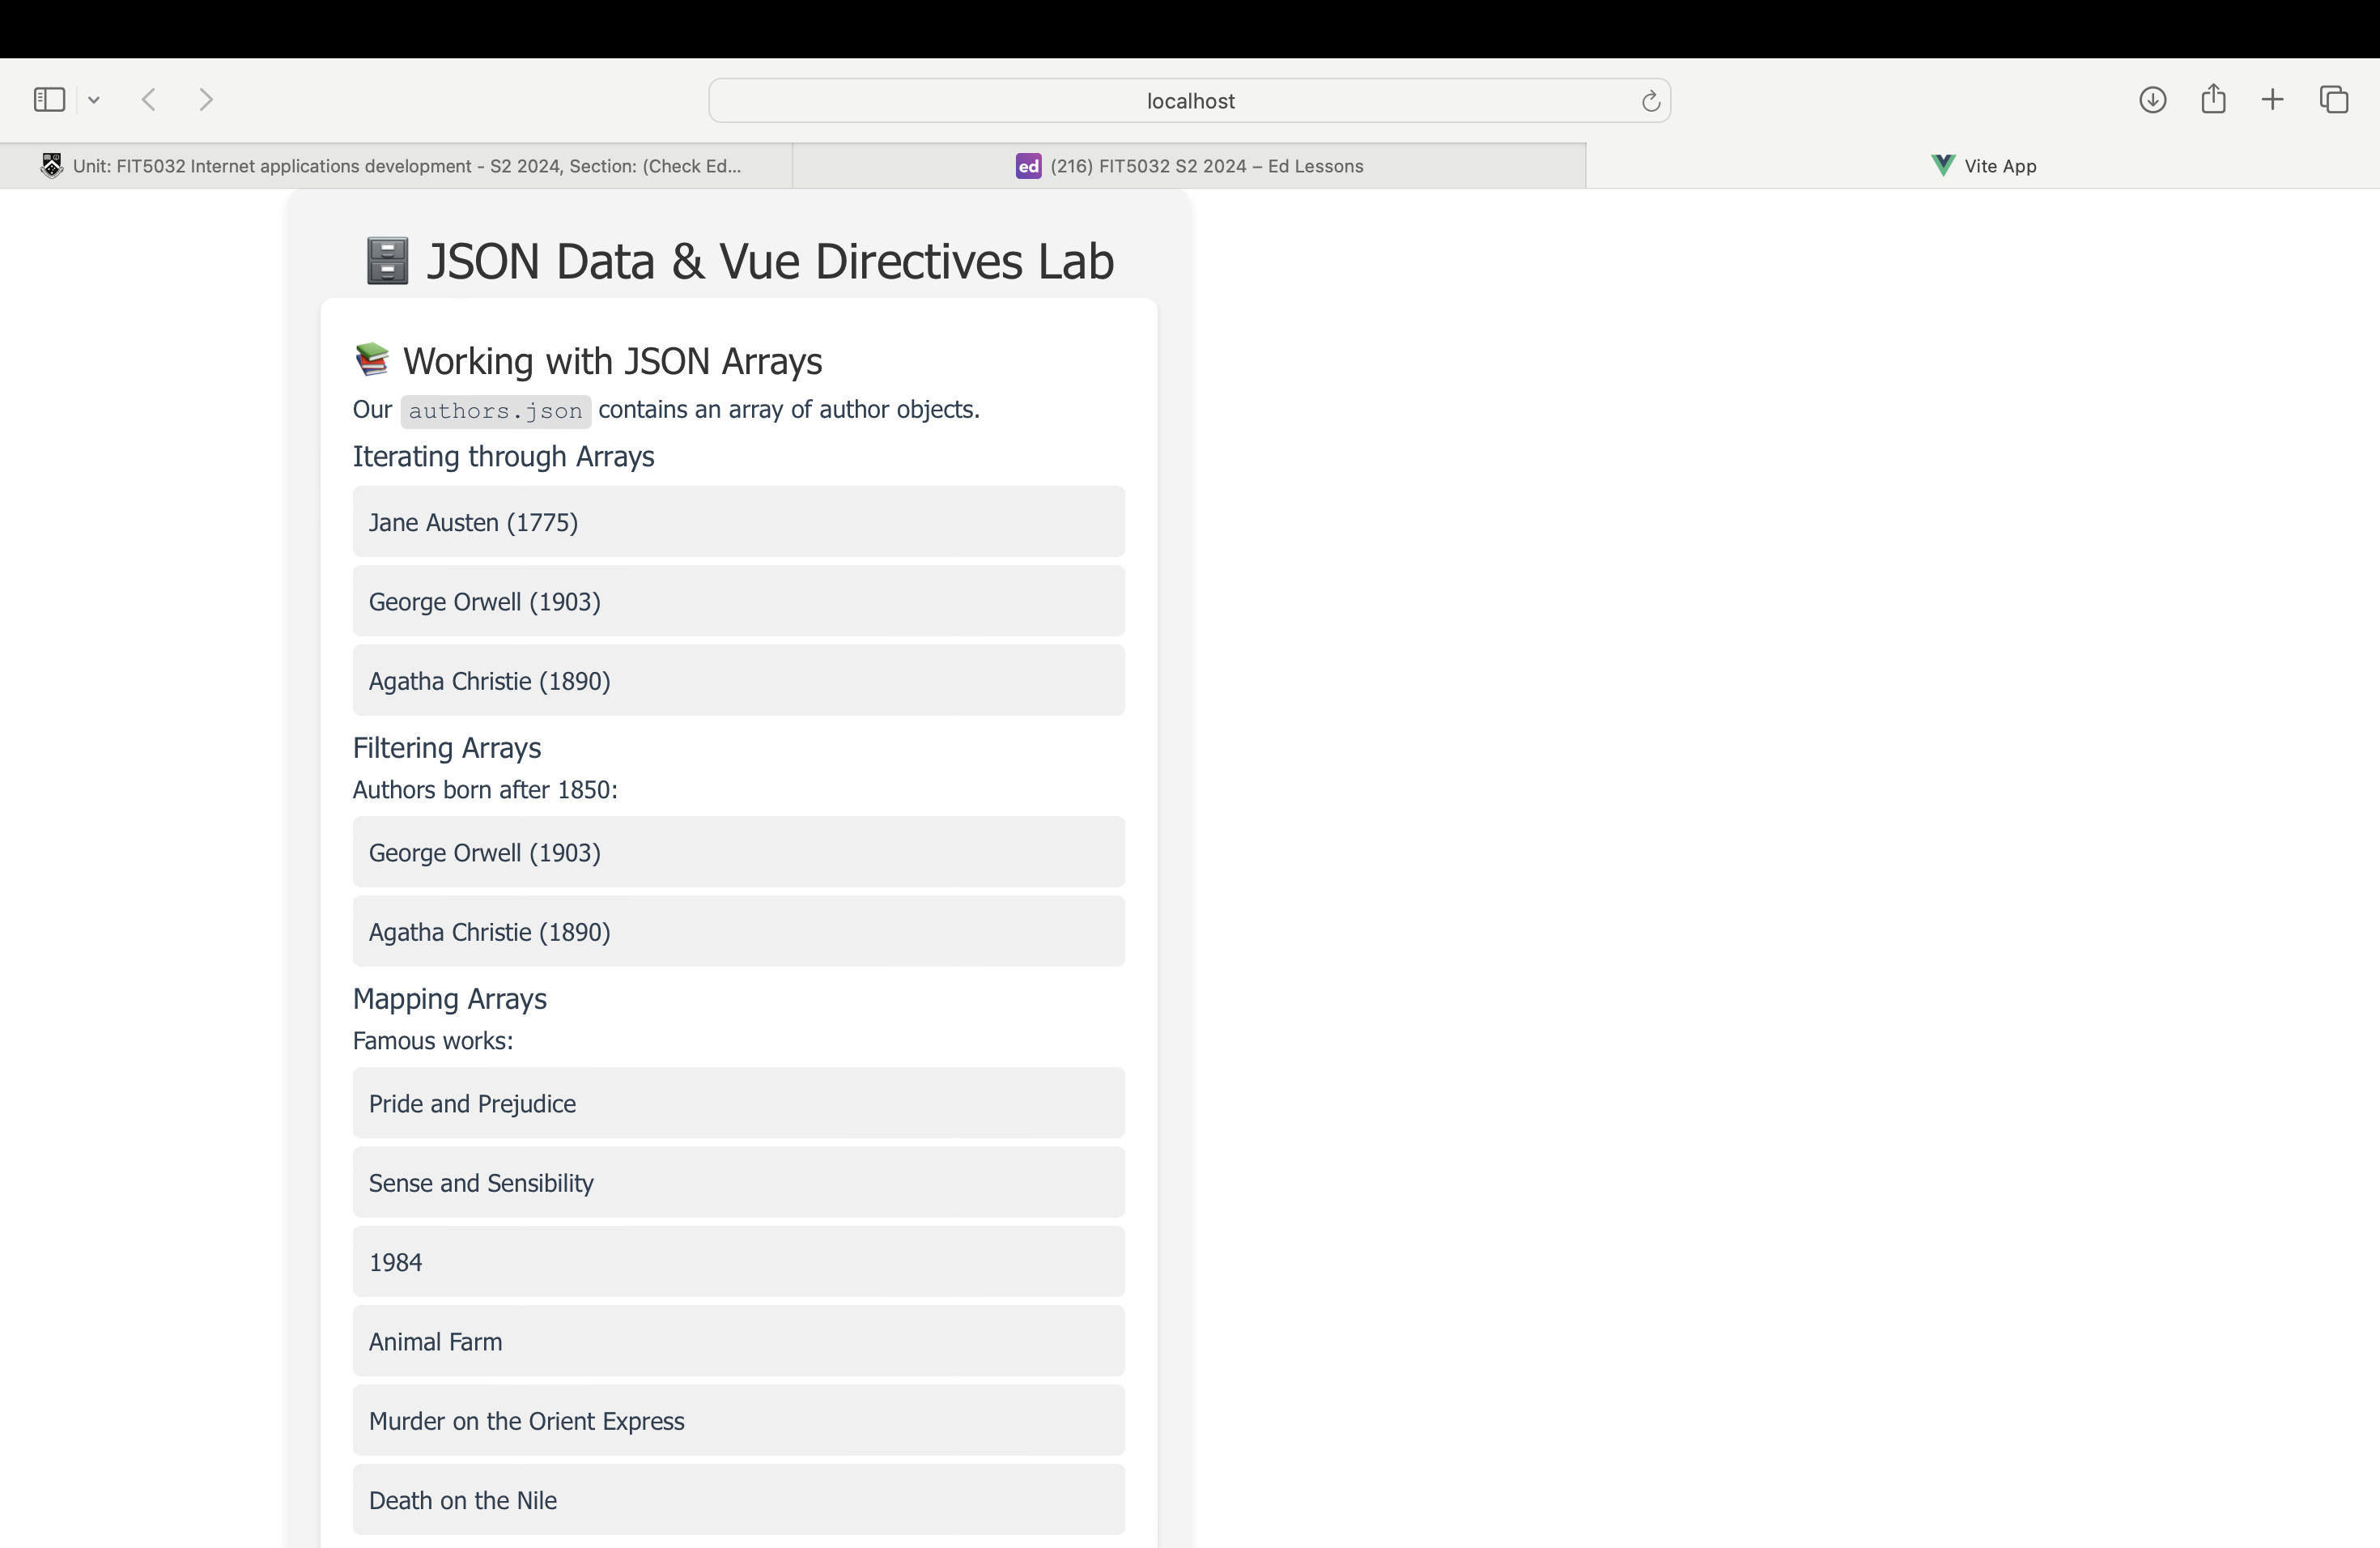 localhost
Unit: FIT5032 Internet applications development - S2 2024, Section: (Check Ed...
ed (216) FIT5032 S2 2024 – Ed Lessons
Vite App
JSON Data & Vue Directives Lab
Working with JSON Arrays
Our authors.json contains an array of author objects.
Iterating through Arrays
Jane Austen (1775)
George Orwell (1903)
Agatha Christie (1890)
Filtering Arrays
Authors born after 1850:
George Orwell (1903)
Agatha Christie (1890)
Mapping Arrays
Famous works:
Pride and Prejudice
Sense and Sensibility
1984
Animal Farm
Murder on the Orient Express
Death on the Nile